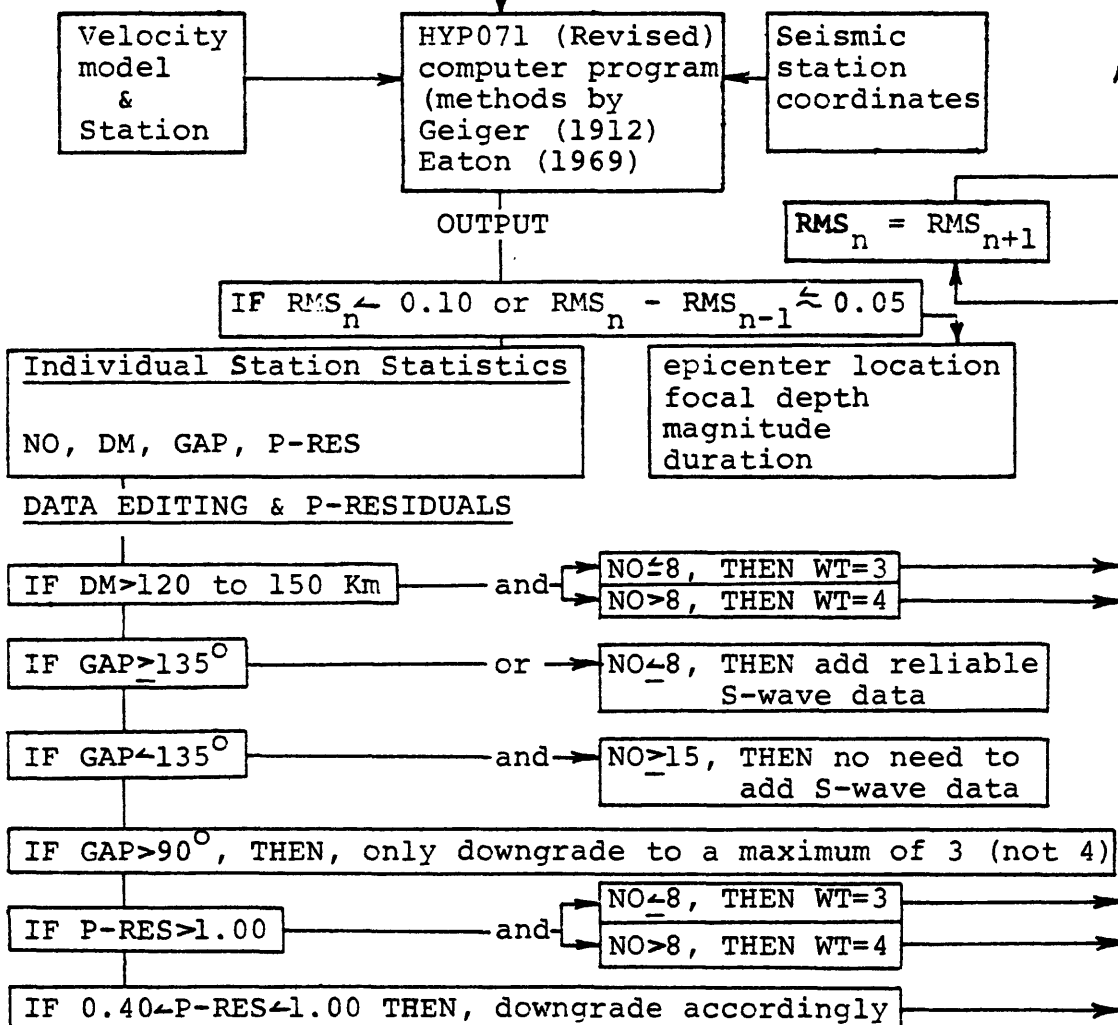 Velocity
model
&
Station
HYP071 (Revised)
computer program
(methods by
Geiger (1912)
Eaton (1969)
Seismic
station
coordinates
OUTPUT
RMSn = RMSn+1
IF RMSn < 0.10 or RMSn - RMSn-1 ≲ 0.05
Individual Station Statistics
NO, DM, GAP, P-RES
epicenter location
focal depth
magnitude
duration
DATA EDITING & P-RESIDUALS
IF DM>120 to 150 Km
and
NO≤8, THEN WT=3
NO>8, THEN WT=4
IF GAP≥135°
or
NO≤8, THEN add reliable
S-wave data
IF GAP<135°
and
NO≥15, THEN no need to
add S-wave data
IF GAP>90°, THEN, only downgrade to a maximum of 3 (not 4)
IF P-RES>1.00
and
NO≤8, THEN WT=3
NO>8, THEN WT=4
IF 0.40<P-RES<1.00 THEN, downgrade accordingly